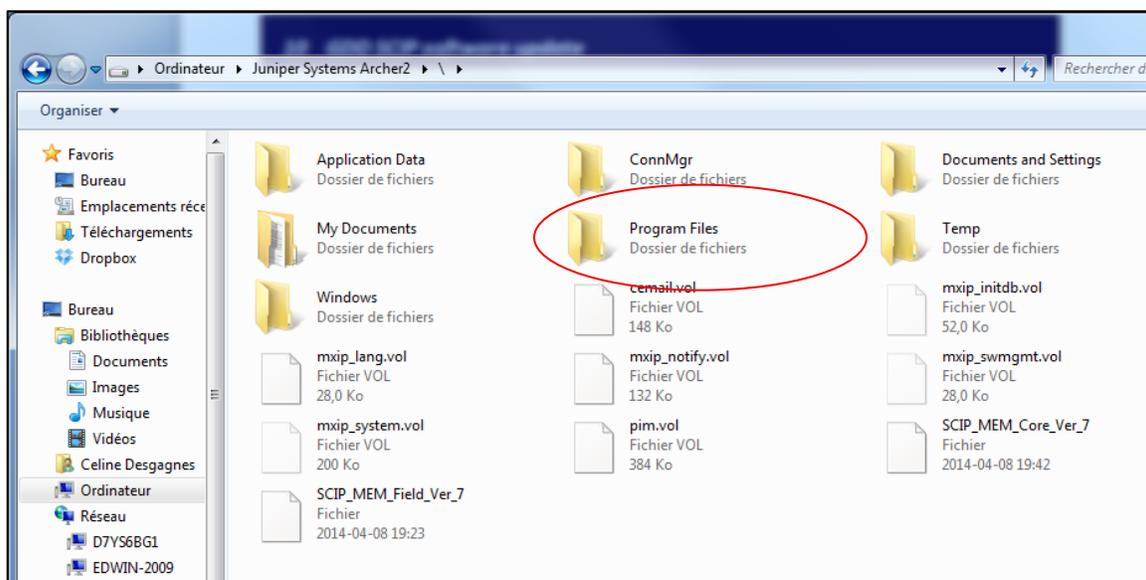 10 GDD SCIP software update
Ordinateur Juniper Systems Archer2 \
Rechercher d
Organiser
Favoris
Bureau
Emplacements réce
Téléchargements
Dropbox
Bureau
Bibliothèques
Documents
Images
Musique
Vidéos
Celine Desgagnes
Ordinateur
Réseau
D7YS6BG1
EDWIN-2009
Application Data
Dossier de fichiers
ConnMgr
Dossier de fichiers
Documents and Settings
Dossier de fichiers
My Documents
Dossier de fichiers
Program Files
Dossier de fichiers
Temp
Dossier de fichiers
Windows
Dossier de fichiers
cemail.vol
Fichier VOL
148 Ko
mxip_initdb.vol
Fichier VOL
52,0 Ko
mxip_lang.vol
Fichier VOL
28,0 Ko
mxip_notify.vol
Fichier VOL
132 Ko
mxip_swmgmt.vol
Fichier VOL
28,0 Ko
mxip_system.vol
Fichier VOL
200 Ko
pim.vol
Fichier VOL
384 Ko
SCIP_MEM_Core_Ver_7
Fichier
2014-04-08 19:42
SCIP_MEM_Field_Ver_7
Fichier
2014-04-08 19:23